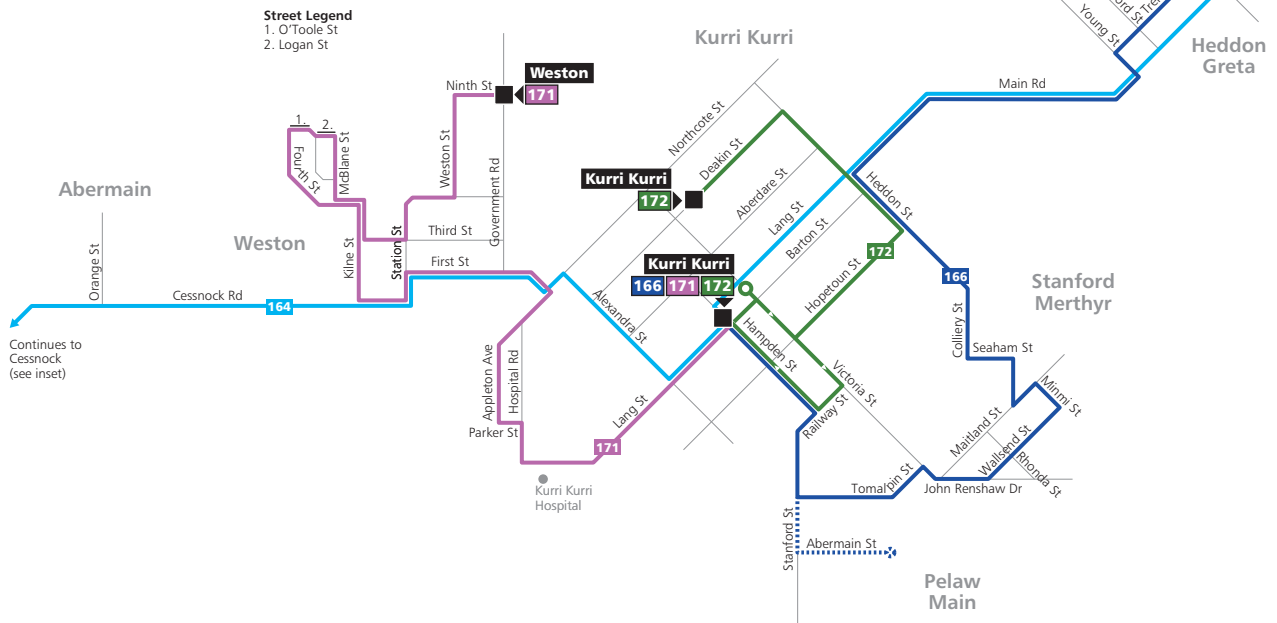 Street Legend
1. O'Toole St
2. Logan St
Kurri Kurri
Young St
ord St
Tre
Heddon
Greta
Main Rd
Ninth St
Weston
171
1.
2.
Fourth St
McBlane St
Weston St
Government Rd
Northcote St
Deakin St
Kurri Kurri
172
Aberdare St
Lang St
Barton St
Heddon St
Abermain
Weston
Orange St
Kilne St
Station St
Third St
First St
Cessnock Rd
164
Continues to
Cessnock
(see inset)
Kurri Kurri
166 171 172
172
Hopetoun St
166
Stanford
Merthyr
Alexandra St
Hampden St
Victoria St
Colliery St
Seaham St
Minmi St
Appleton Ave
Hospital Rd
Parker St
Lang St
171
Railway St
Maitland St
Wallsend St
Rhonda St
Kurri Kurri
Hospital
Tomalpin St
John Renshaw Dr
Stanford St
Abermain St
Pelaw
Main